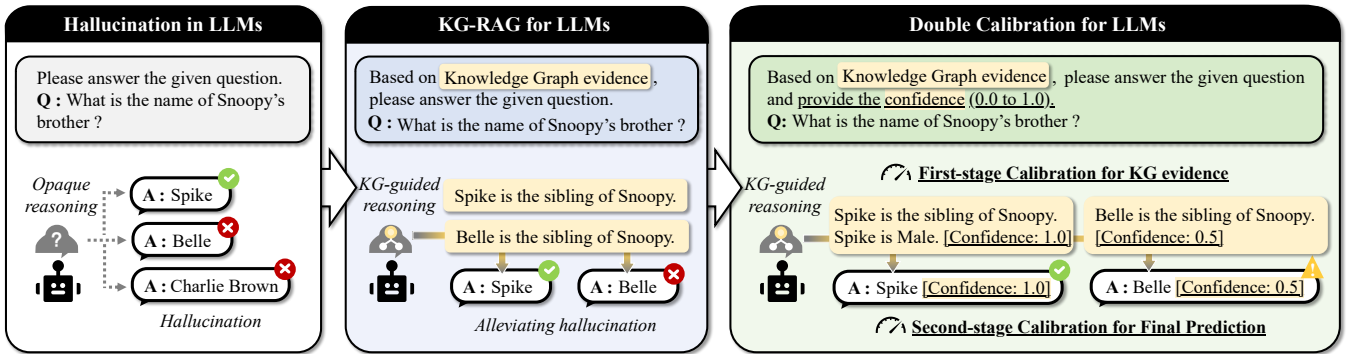 Hallucination in LLMs
Please answer the given question.
Q : What is the name of Snoopy's
brother ?
Opaque
reasoning
A : Spike
?
A : Belle
A : Charlie Brown
Hallucination
KG-RAG for LLMs
Based on Knowledge Graph evidence ,
please answer the given question.
Q : What is the name of Snoopy's brother ?
KG-guided
reasoning
Spike is the sibling of Snoopy.
Belle is the sibling of Snoopy.
A : Spike
A : Belle
Alleviating hallucination
Double Calibration for LLMs
Based on Knowledge Graph evidence , please answer the given question
and provide the confidence (0.0 to 1.0).
Q: What is the name of Snoopy's brother ?
First-stage Calibration for KG evidence
KG-guided
reasoning
Spike is the sibling of Snoopy.
Spike is Male. [Confidence: 1.0]
Belle is the sibling of Snoopy.
[Confidence: 0.5]
A : Spike [Confidence: 1.0]
A : Belle [Confidence: 0.5]
Second-stage Calibration for Final Prediction